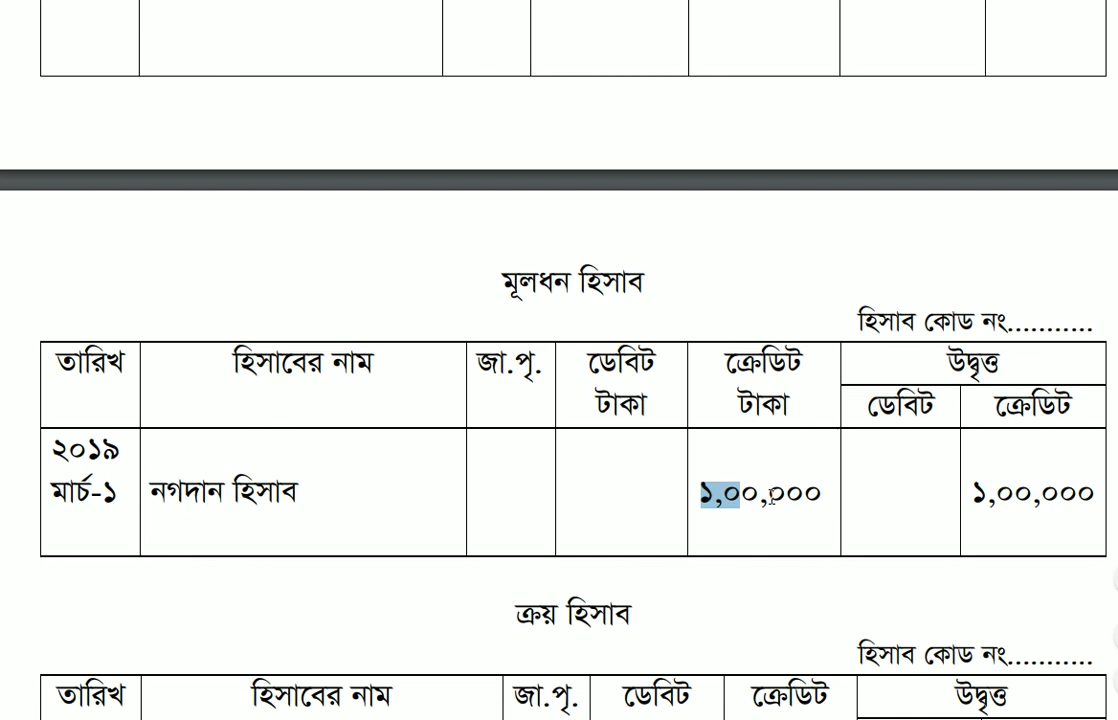 মূলধন হিসাব
হিসাব কোড নং...........
তারিখ হিসাবের নাম জা.পৃ. ডেবিট টাকা ক্রেডিট টাকা উদ্বৃত্ত
ডেবিট ক্রেডিট
২০১৯
মার্চ-১ নগদান হিসাব ১,০০,০০০ ১,০০,০০০
ক্রয় হিসাব
হিসাব কোড নং...........
তারিখ হিসাবের নাম জা.পৃ. ডেবিট ক্রেডিট উদ্বৃত্ত